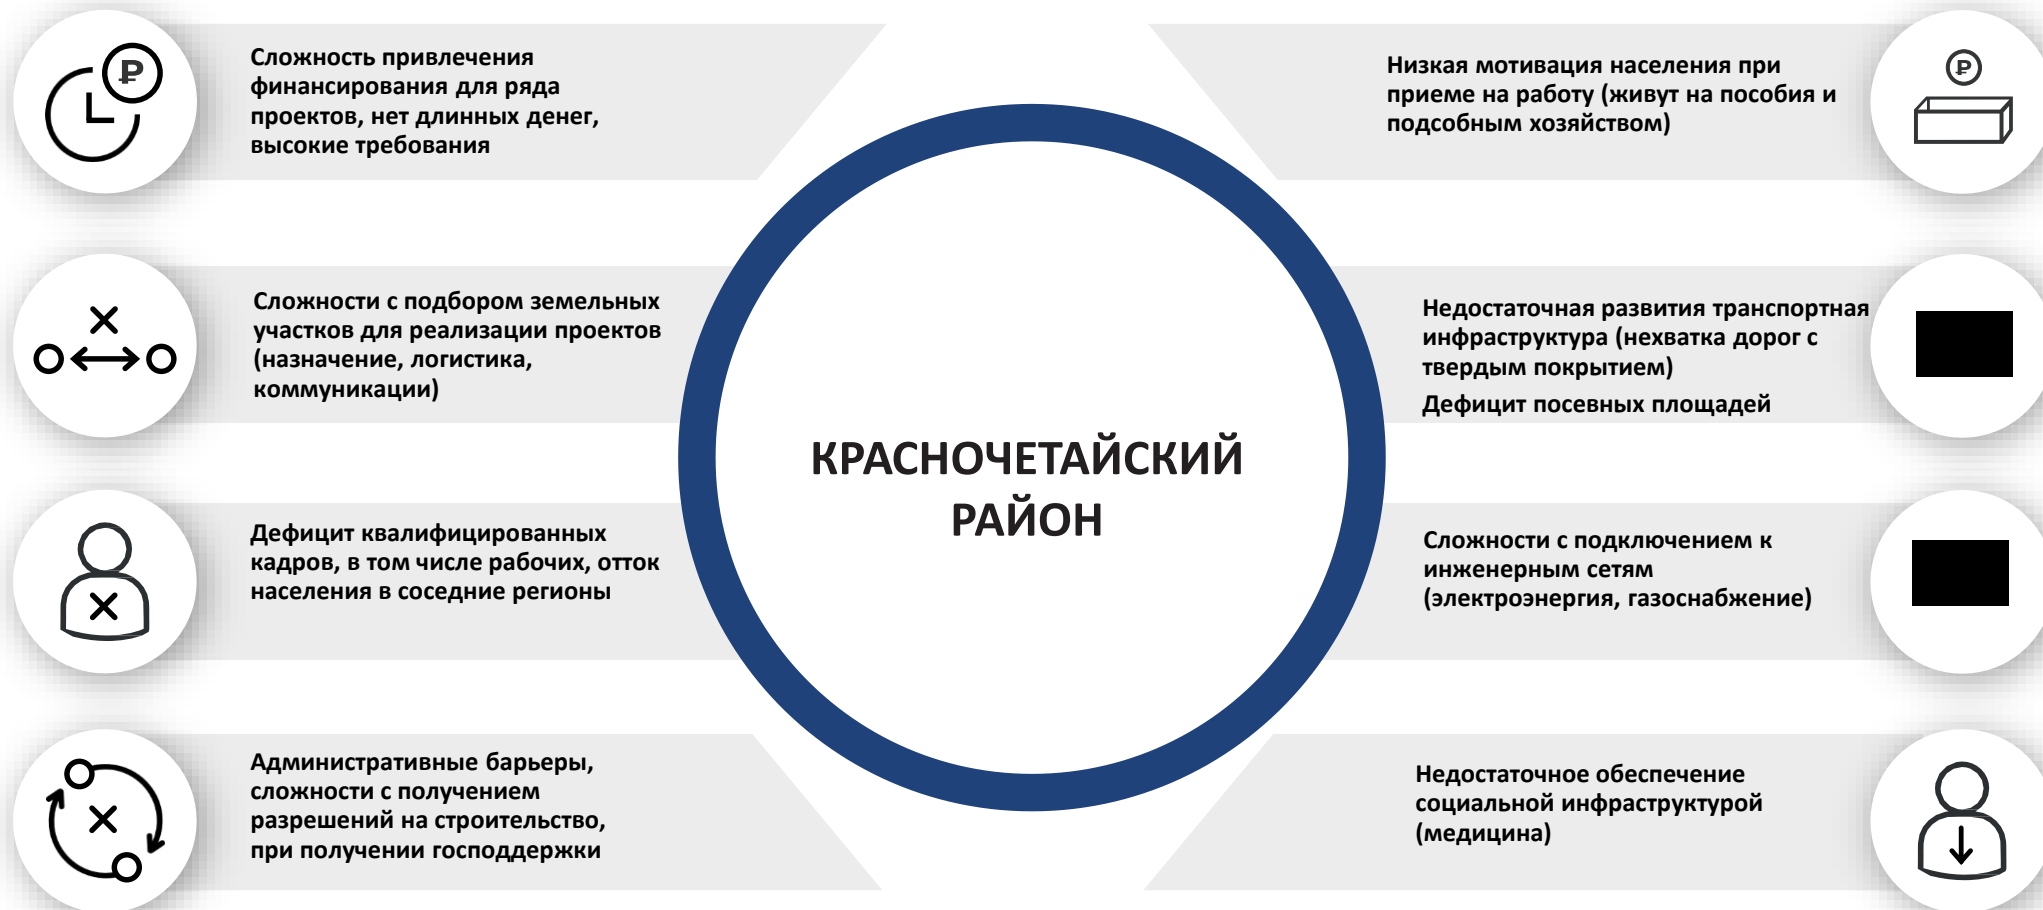 Сложность привлечения
финансирования для ряда
проектов, нет длинных денег,
высокие требования
Сложности с подбором земельных
участков для реализации проектов
(назначение, логистика,
коммуникации)
Дефицит квалифицированных
кадров, в том числе рабочих, отток
населения в соседние регионы
Административные барьеры,
сложности с получением
разрешений на строительство,
при получении господдержки
КРАСНОЧЕТАЙСКИЙ
РАЙОН
Низкая мотивация населения при
приеме на работу (живут на пособия и
подсобным хозяйством)
Недостаточная развития транспортная
инфраструктура (нехватка дорог с
твердым покрытием)
Дефицит посевных площадей
Сложности с подключением к
инженерным сетям
(электроэнергия, газоснабжение)
Недостаточное обеспечение
социальной инфраструктурой
(медицина)